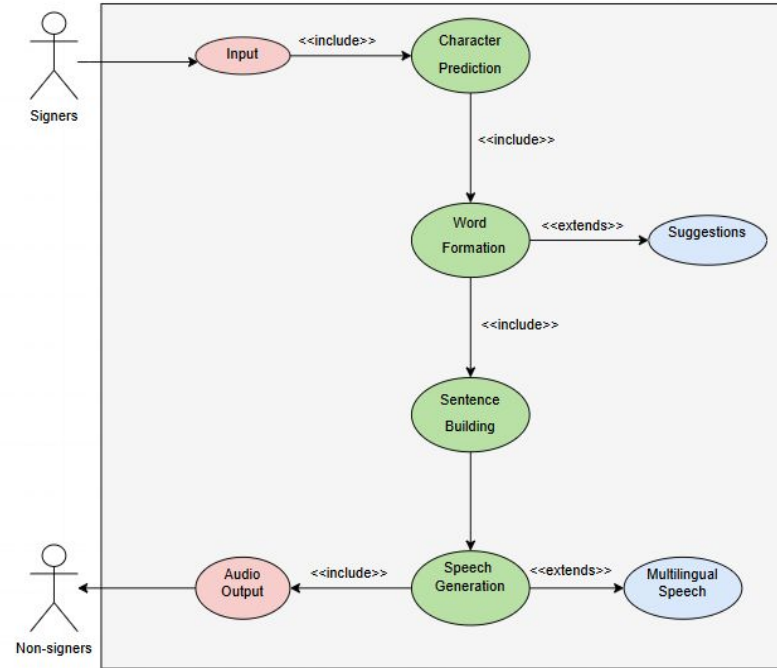 Signers
Input
<<include>>
Character
Prediction
<<include>>
Word
Formation
<<extends>>
Suggestions
<<include>>
Sentence
Building
Non-signers
Audio
Output
<<include>>
Speech
Generation
<<extends>>
Multilingual
Speech